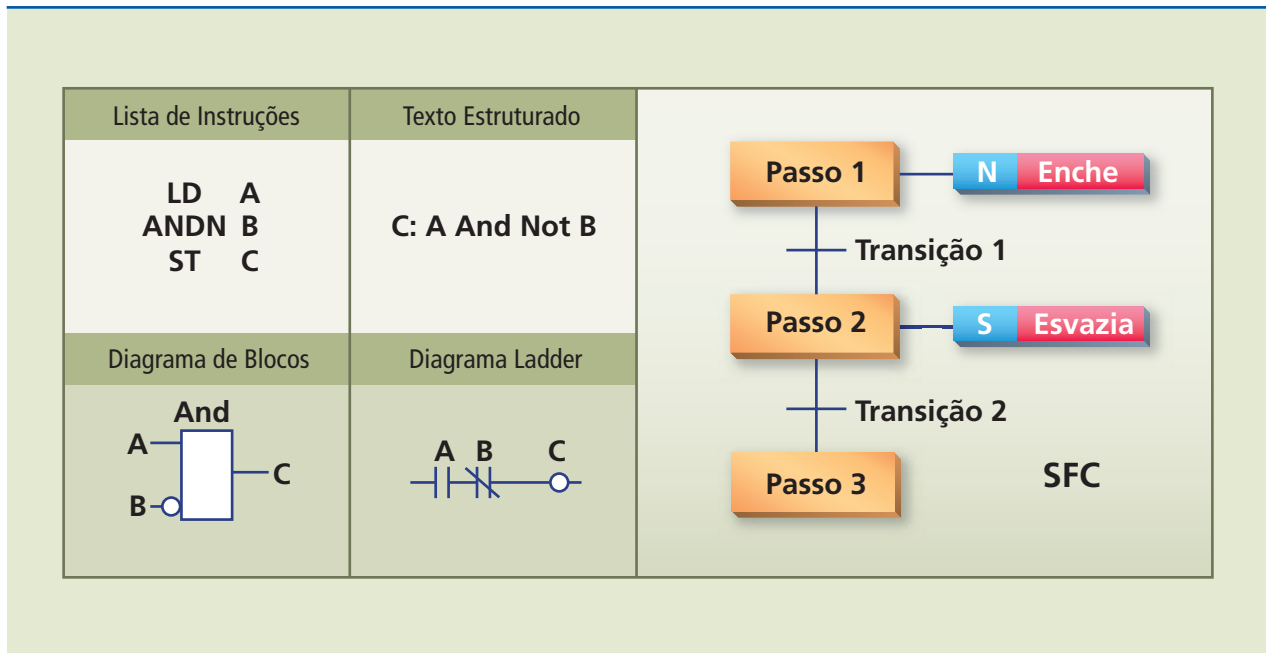 Lista de Instruções
Texto Estruturado
LD A
ANDN B
ST C
C: A And Not B
Diagrama de Blocos
Diagrama Ladder
And
A
B
C
A B C
Passo 1
N Enche
Transição 1
Passo 2
S Esvazia
Transição 2
Passo 3
SFC